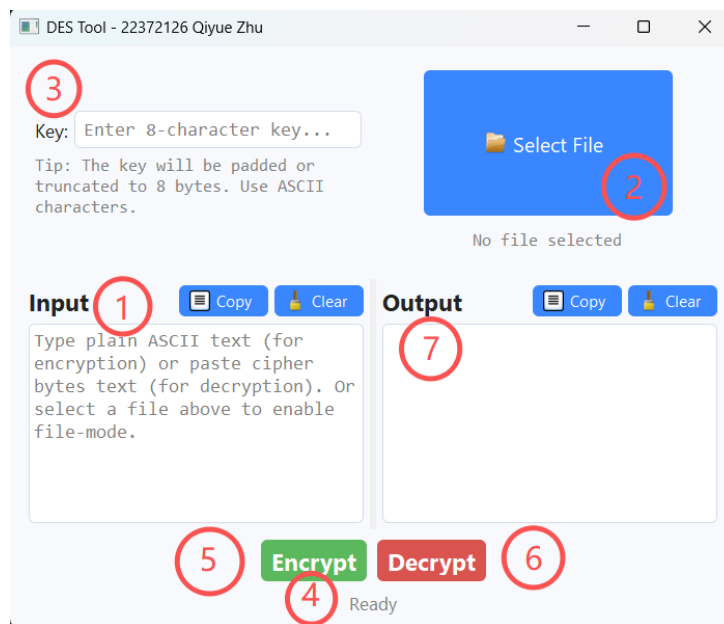 DES Tool - 22372126 Qiyue Zhu
3
Key: Enter 8-character key...
Tip: The key will be padded or
truncated to 8 bytes. Use ASCII
characters.
Select File
2
No file selected
Input 1 Copy Clear
Type plain ASCII text (for
encryption) or paste cipher
bytes text (for decryption). Or
select a file above to enable
file-mode.
Output Copy Clear
7
5 Encrypt Decrypt 6
4 Ready